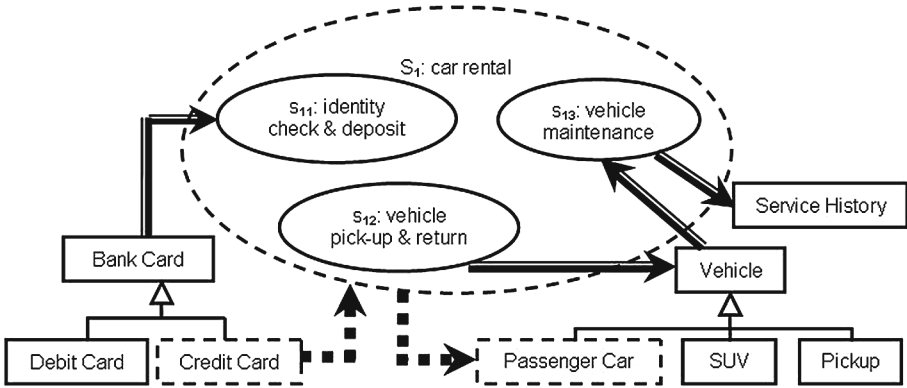 S₁: car rental
s₁₁: identity
check & deposit
s₁₃: vehicle
maintenance
s₁₂: vehicle
pick-up & return
Service History
Bank Card
Vehicle
Debit Card
Credit Card
Passenger Car
SUV
Pickup